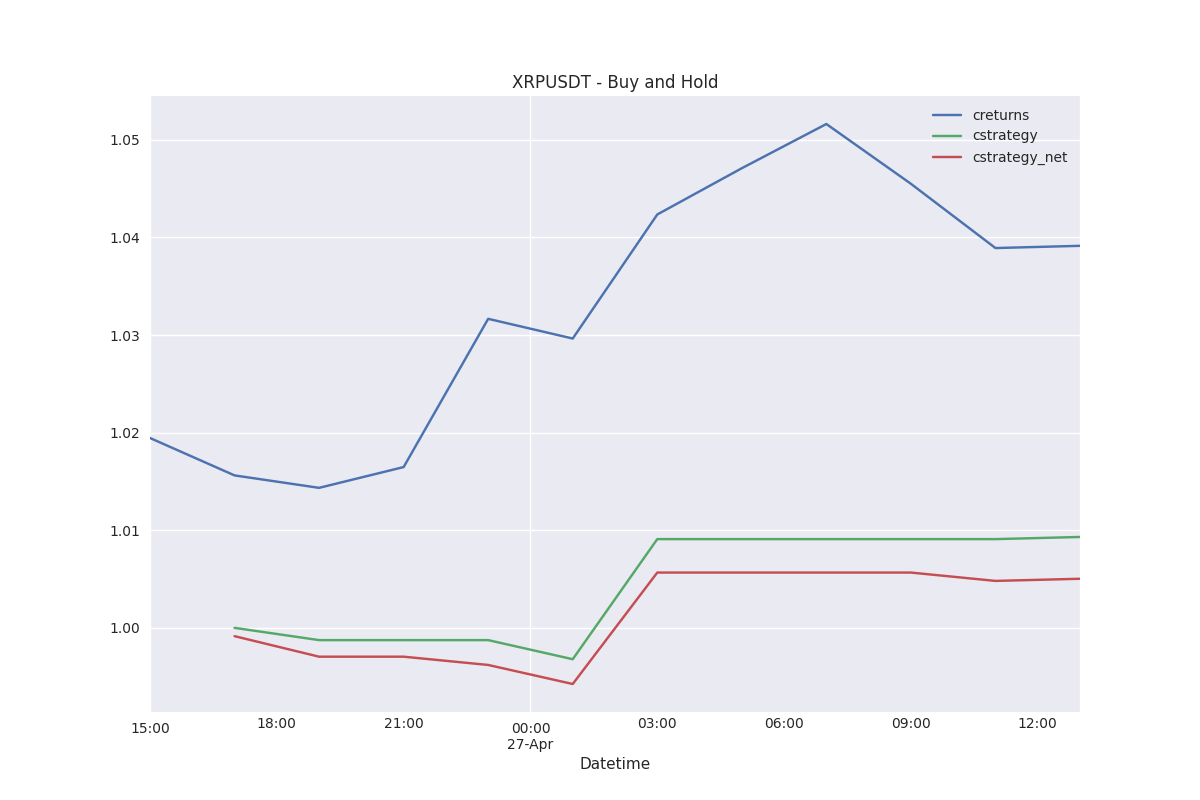 XRPUSDT - Buy and Hold
creturns
cstrategy
cstrategy_net
1.05
1.04
1.03
1.02
1.01
1.00
15:00 18:00 21:00 00:00 03:00 06:00 09:00 12:00
27-Apr
Datetime